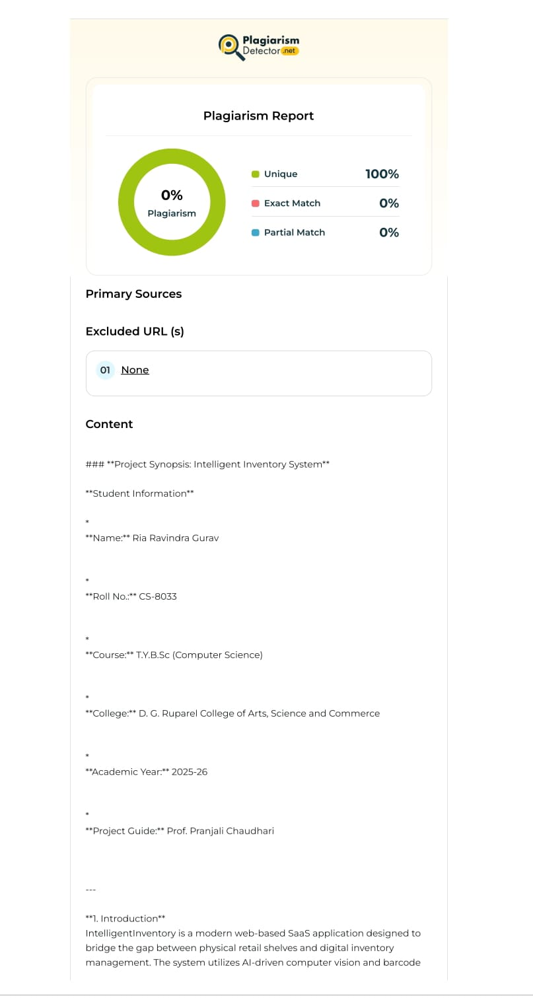 Plagiarism
Detector.net
Plagiarism Report
0%
Plagiarism
Unique 100%
Exact Match 0%
Partial Match 0%
Primary Sources
Excluded URL (s)
01 None
Content
### **Project Synopsis: Intelligent Inventory System**
**Student Information**
*
**Name:** Ria Ravindra Gurav
*
**Roll No.:** CS-8033
*
**Course:** T.Y.B.Sc (Computer Science)
*
**College:** D. G. Ruparel College of Arts, Science and Commerce
*
**Academic Year:** 2025-26
*
**Project Guide:** Prof. Pranjali Chaudhari
---
**1. Introduction**
IntelligentInventory is a modern web-based SaaS application designed to
bridge the gap between physical retail shelves and digital inventory
management. The system utilizes AI-driven computer vision and barcode